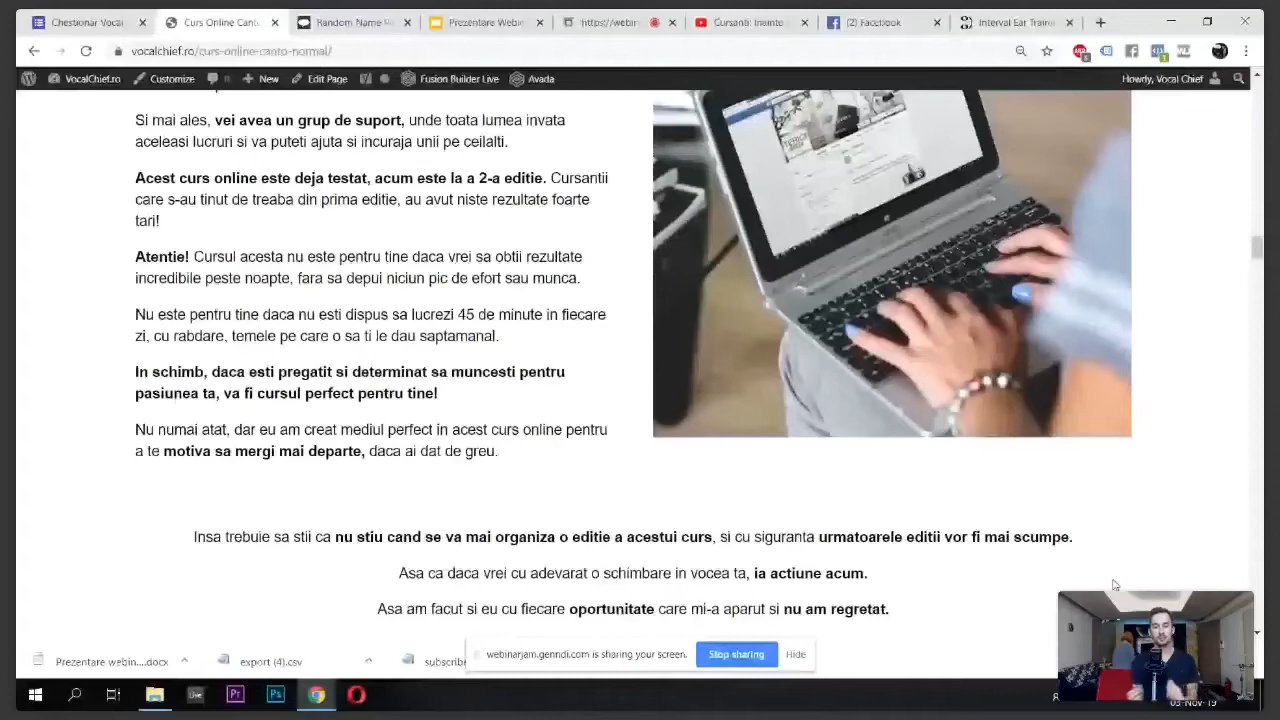 Chestionar Vocal
Curs Online Canto
Random Name
Prezentare Webin
https://webin
Cursanti: Inainte
(2) Facebook
Interval Ear Traine
vocalchief.ro/curs-online-canto-normal/
VocalChief.ro
Customize
New
Edit Page
Fusion Builder Live
Avada
Howdy, Vocal Chief
Si mai ales, vei avea un grup de suport, unde toata lumea invata
aceleasi lucruri si va puteti ajuta si incuraja unii pe ceilalti.
Acest curs online este deja testat, acum este la a 2-a editie. Cursantii
care s-au tinut de treaba din prima editie, au avut niste rezultate foarte
tari!
Atentie! Cursul acesta nu este pentru tine daca vrei sa obtii rezultate
incredibile peste noapte, fara sa depui niciun pic de efort sau munca.
Nu este pentru tine daca nu esti dispus sa lucrezi 45 de minute in fiecare
zi, cu rabdare, temele pe care o sa ti le dau saptamanal.
In schimb, daca esti pregatit si determinat sa muncesti pentru
pasiunea ta, va fi cursul perfect pentru tine!
Nu numai atat, dar eu am creat mediul perfect in acest curs online pentru
a te motiva sa mergi mai departe, daca ai dat de greu.
Insa trebuie sa stii ca nu stiu cand se va mai organiza o editie a acestui curs, si cu siguranta urmatoarele editii vor fi mai scumpe.
Asa ca daca vrei cu adevarat o schimbare in vocea ta, ia actiune acum.
Asa am facut si eu cu fiecare oportunitate care mi-a aparut si nu am regretat.
Prezentare webin....docx
export (4).csv
subscrib
webinarjam.genndi.com is sharing your screen.
Stop sharing
Hide
Live
Pr
Ps
03-Nov-19